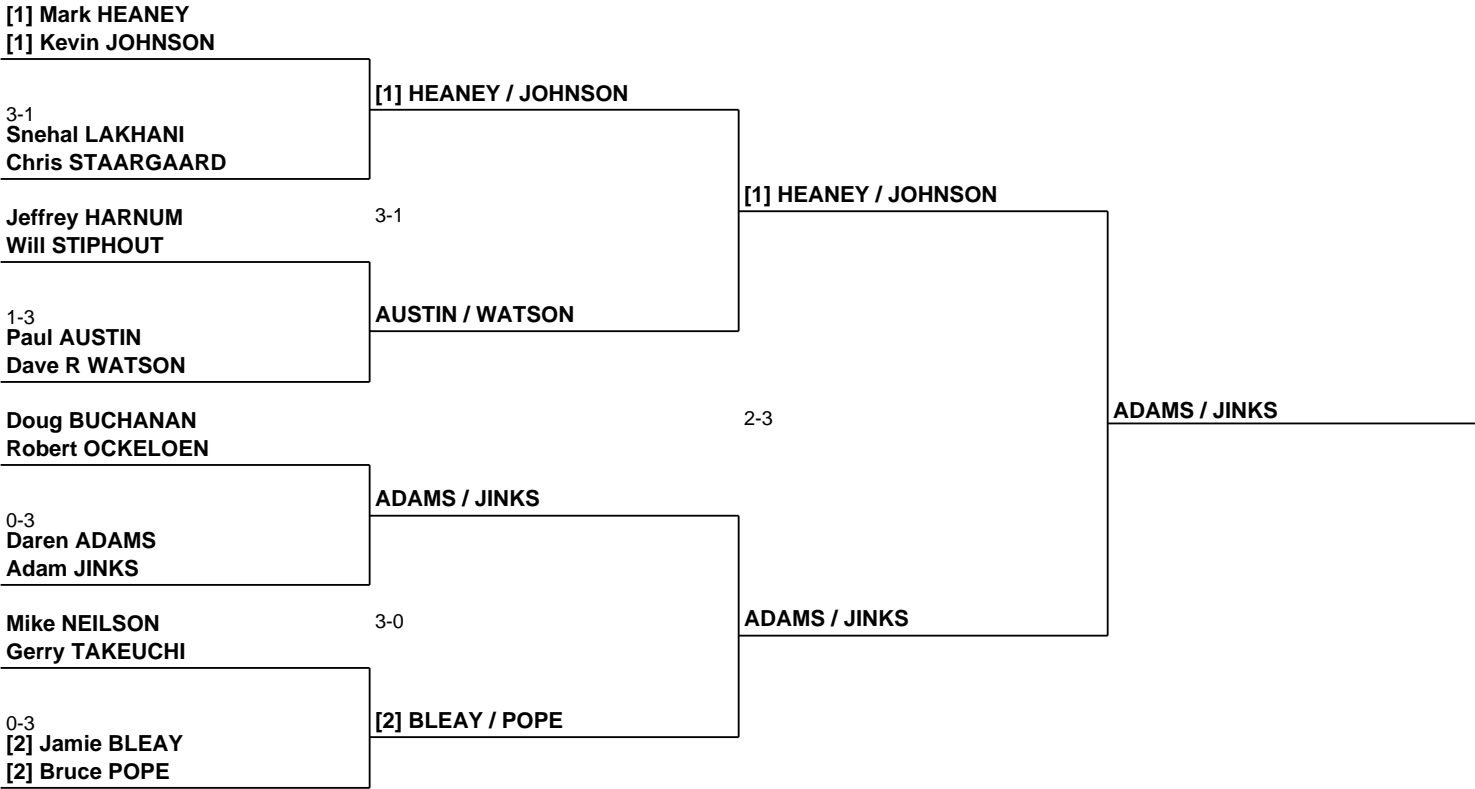 [1] Mark HEANEY
[1] Kevin JOHNSON
[1] HEANEY / JOHNSON
3-1
Snehal LAKHANI
Chris STAARGAARD
[1] HEANEY / JOHNSON
Jeffrey HARNUM
3-1
Will STIPHOUT
AUSTIN / WATSON
1-3
Paul AUSTIN
Dave R WATSON
ADAMS / JINKS
Doug BUCHANAN
2-3
Robert OCKELOEN
ADAMS / JINKS
0-3
Daren ADAMS
Adam JINKS
ADAMS / JINKS
Mike NEILSON
3-0
Gerry TAKEUCHI
[2] BLEAY / POPE
0-3
[2] Jamie BLEAY
[2] Bruce POPE